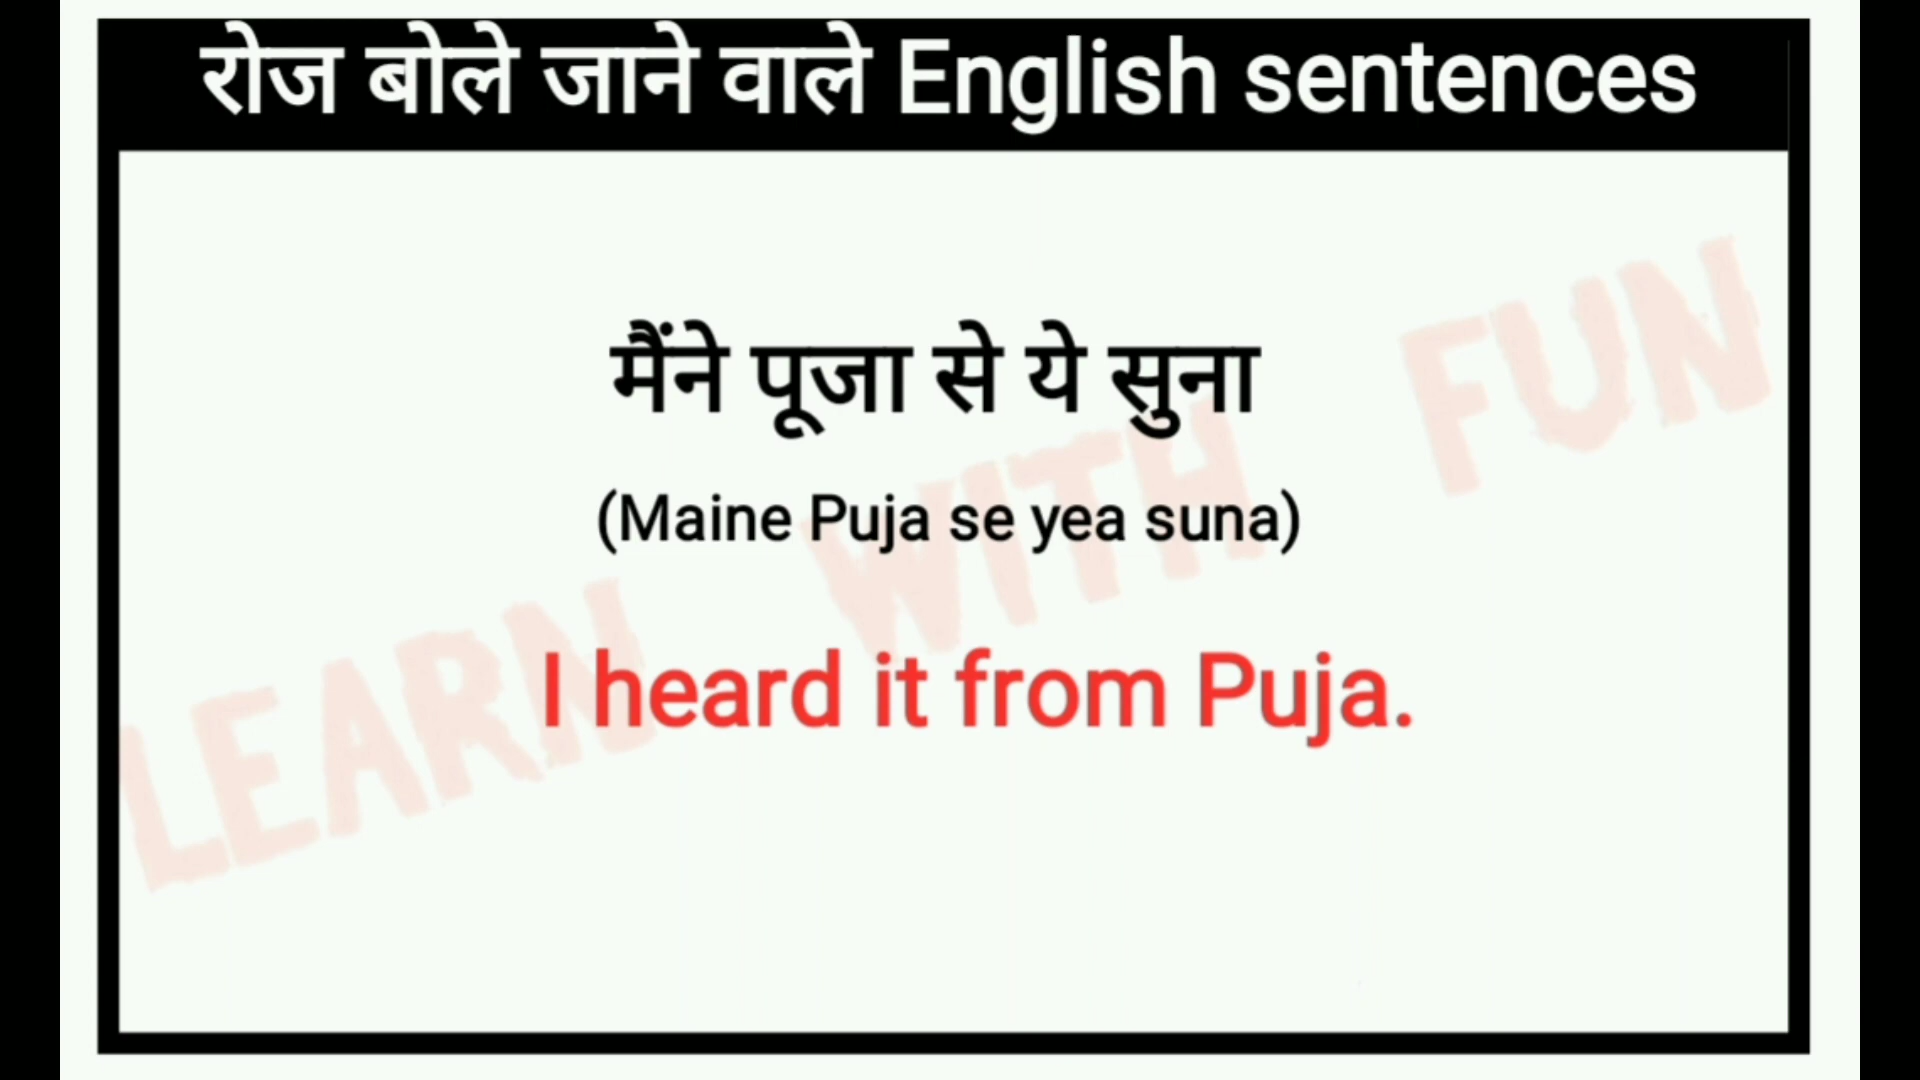 रोज बोले जाने वाले English sentences
मैंने पूजा से ये सुना
(Maine Puja se yea suna)
I heard it from Puja.
LEARN WITH FUN